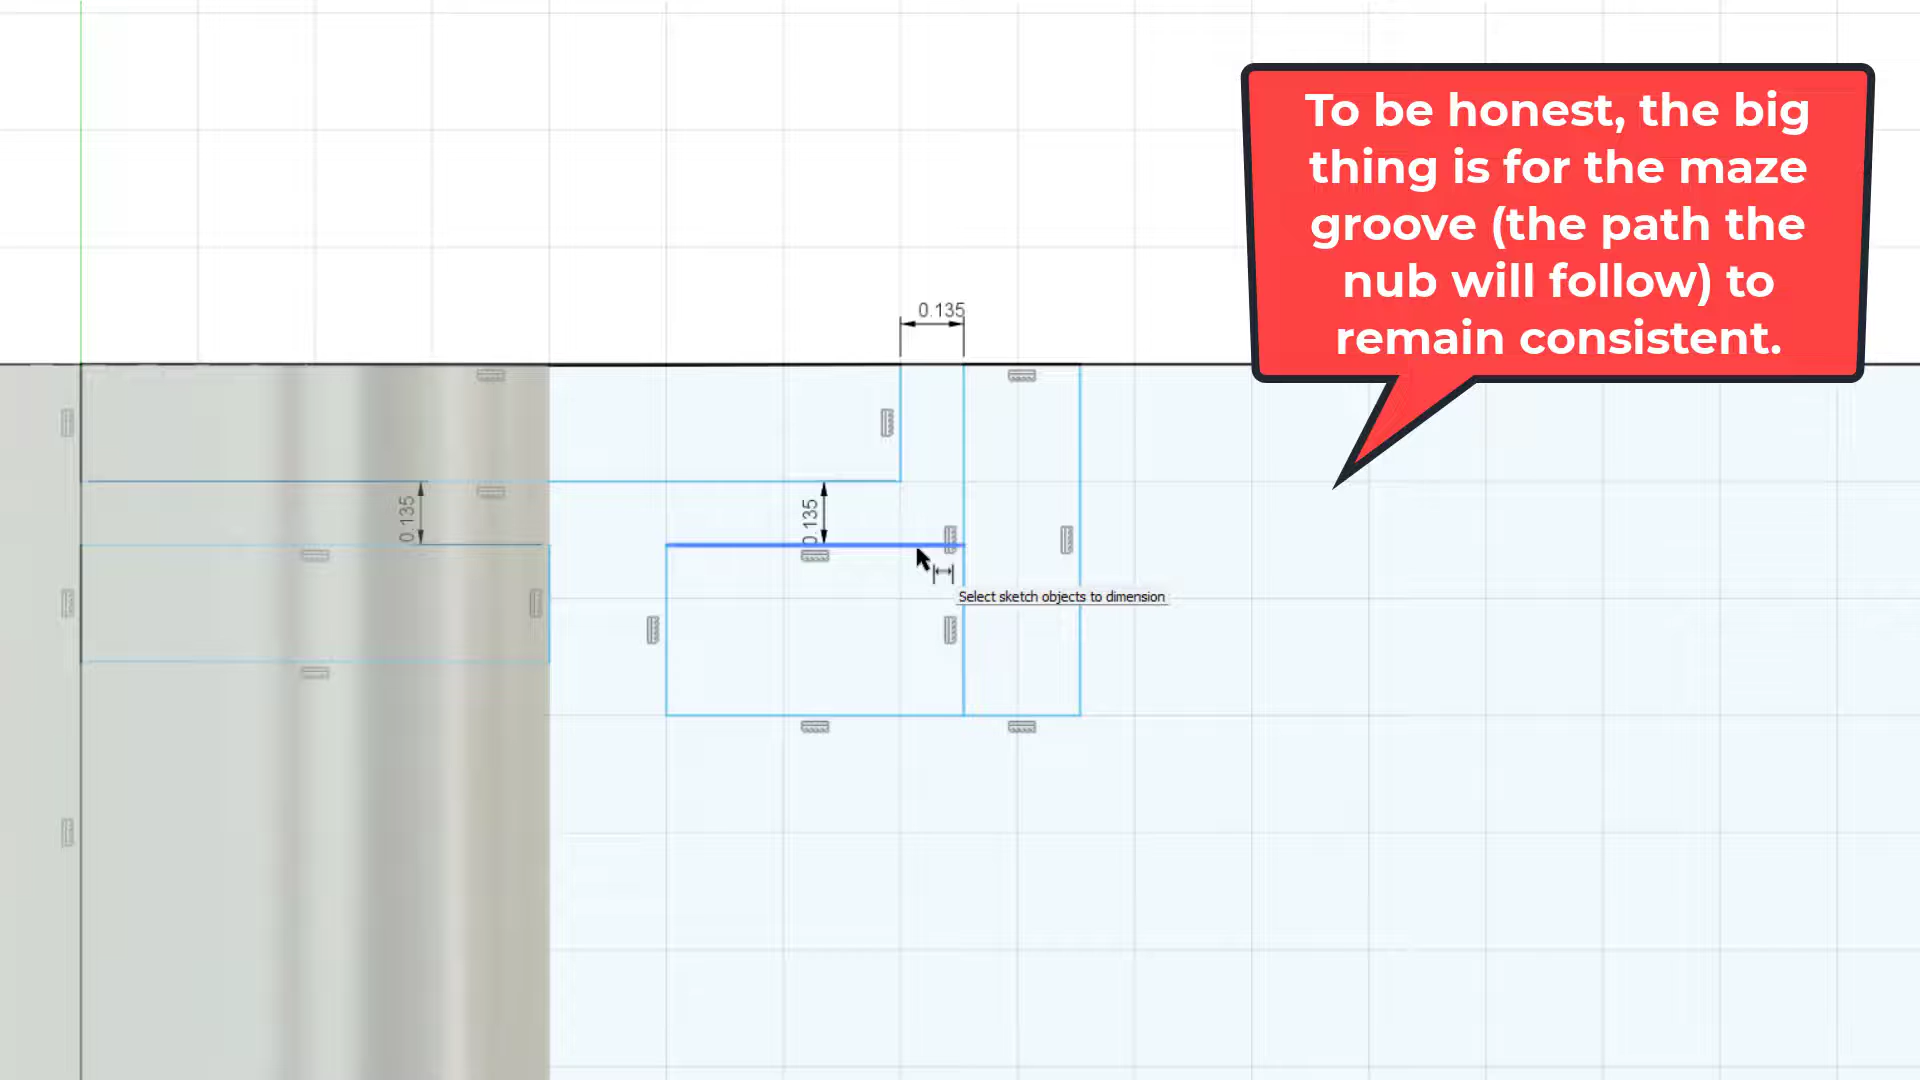 To be honest, the big
thing is for the maze
groove (the path the
nub will follow) to
remain consistent.
0.135
0.135
0.135
Select sketch objects to dimension